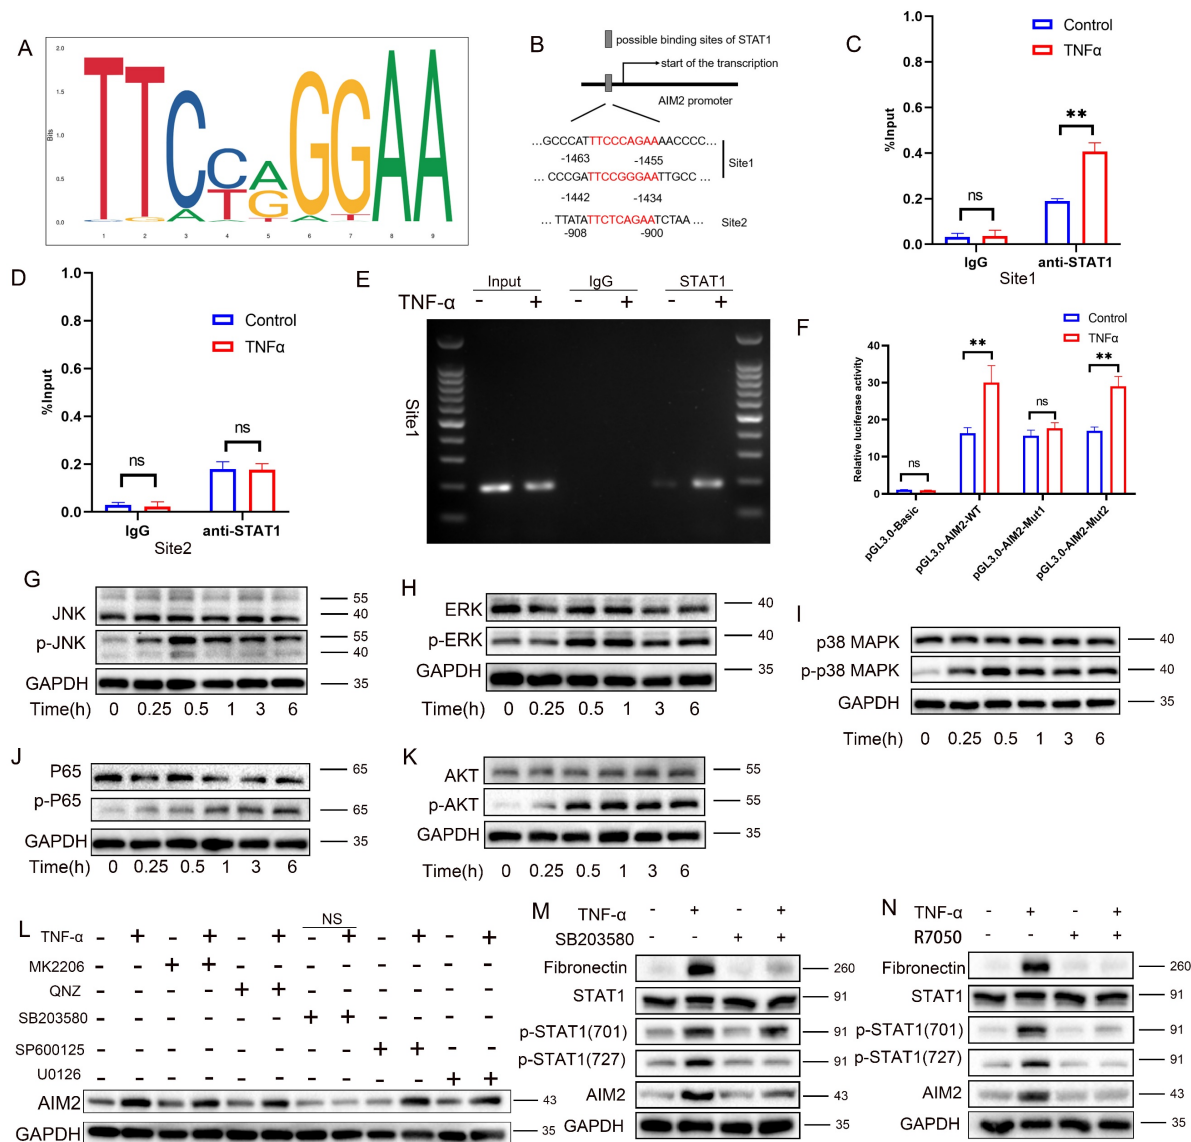 A
2.0
1.5
1.0
0.5
0.0
Bits
TTCCAGGAA
T G
A T A T
1 2 3 4 5 6 7 8 9
B
possible binding sites of STAT1
start of the transcription
AIM2 promoter
...GCCCATTTCCCAGAAAACCCC...
-1463 -1455
Site1
... CCCGATTCCGGGAATTGCC ...
-1442 -1434
... TTATATTCTCAGAATCTAA ...
Site2
-908 -900
C
Control
TNFα
%Input
1.0
0.8
0.6
0.4
0.2
0.0
ns
**
IgG anti-STAT1
Site1
D
Control
TNFα
%Input
1.0
0.8
0.6
0.4
0.2
0.0
ns
ns
IgG anti-STAT1
Site2
E
Input IgG STAT1
TNF-α - + - + - +
Site1
F
Control
TNFα
Relative luciferase activity
40
30
20
10
0
ns
**
ns
**
pGL3.0-Basic
pGL3.0-AIM2-WT
pGL3.0-AIM2-Mut1
pGL3.0-AIM2-Mut2
G
JNK
55
40
p-JNK
55
40
GAPDH
35
Time(h) 0 0.25 0.5 1 3 6
H
ERK
40
p-ERK
40
GAPDH
35
Time(h) 0 0.25 0.5 1 3 6
I
p38 MAPK
40
p-p38 MAPK
40
GAPDH
35
Time(h) 0 0.25 0.5 1 3 6
J
P65
65
p-P65
65
GAPDH
35
Time(h) 0 0.25 0.5 1 3 6
K
AKT
55
p-AKT
55
GAPDH
35
Time(h) 0 0.25 0.5 1 3 6
L
NS
TNF-α - + - + - + - + - + - +
MK2206 - - + + - - - - - - - -
QNZ - - - - + + - - - - - -
SB203580 - - - - - - + + - - - -
SP600125 - - - - - - - - + + - -
U0126 - - - - - - - - - - + +
AIM2
43
GAPDH
35
M
TNF-α - + - +
SB203580 - - + +
Fibronectin
260
STAT1
91
p-STAT1(701)
91
p-STAT1(727)
91
AIM2
43
GAPDH
35
N
TNF-α - + - +
R7050 - - + +
Fibronectin
260
STAT1
91
p-STAT1(701)
91
p-STAT1(727)
91
AIM2
43
GAPDH
35